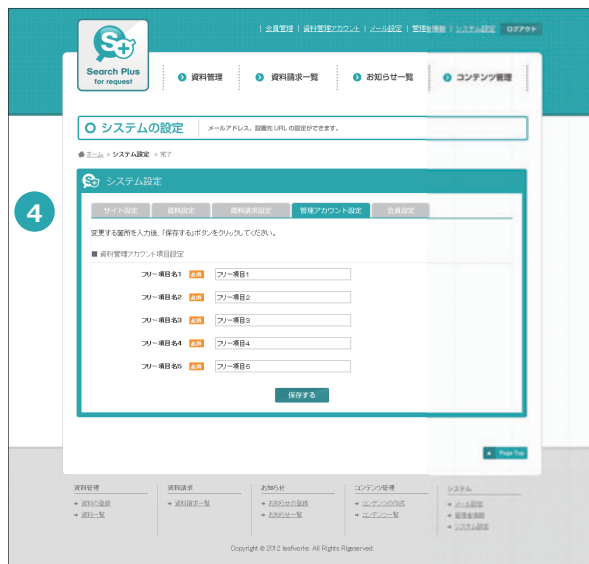 | 会員管理 | 資料管理アカウント | メール設定 | 管理者情報 | システム設定 ログアウト
S+
Search Plus
for request
資料管理
資料請求一覧
お知らせ一覧
コンテンツ管理
システムの設定
メールアドレス、設置先 URL の設定ができます。
ホーム » システム設定 » 完了
4
S+ システム設定
サイト設定 資料設定 資料請求設定 管理アカウント設定 会員設定
変更する箇所を入力後、「保存する」ボタンをクリックしてください。
■ 資料管理アカウント項目設定
フリー項目名1 必須 フリー項目1
フリー項目名2 必須 フリー項目2
フリー項目名3 必須 フリー項目3
フリー項目名4 必須 フリー項目4
フリー項目名5 必須 フリー項目5
保存する
▲ Page Top
資料管理
資料の登録
資料一覧
資料請求
資料請求一覧
お知らせ
お知らせの登録
お知らせ一覧
コンテンツ管理
コンテンツの作成
コンテンツ一覧
システム
メール設定
管理者情報
システム設定
Copyright © 2012 leafworks. All Rights Rigeserved.